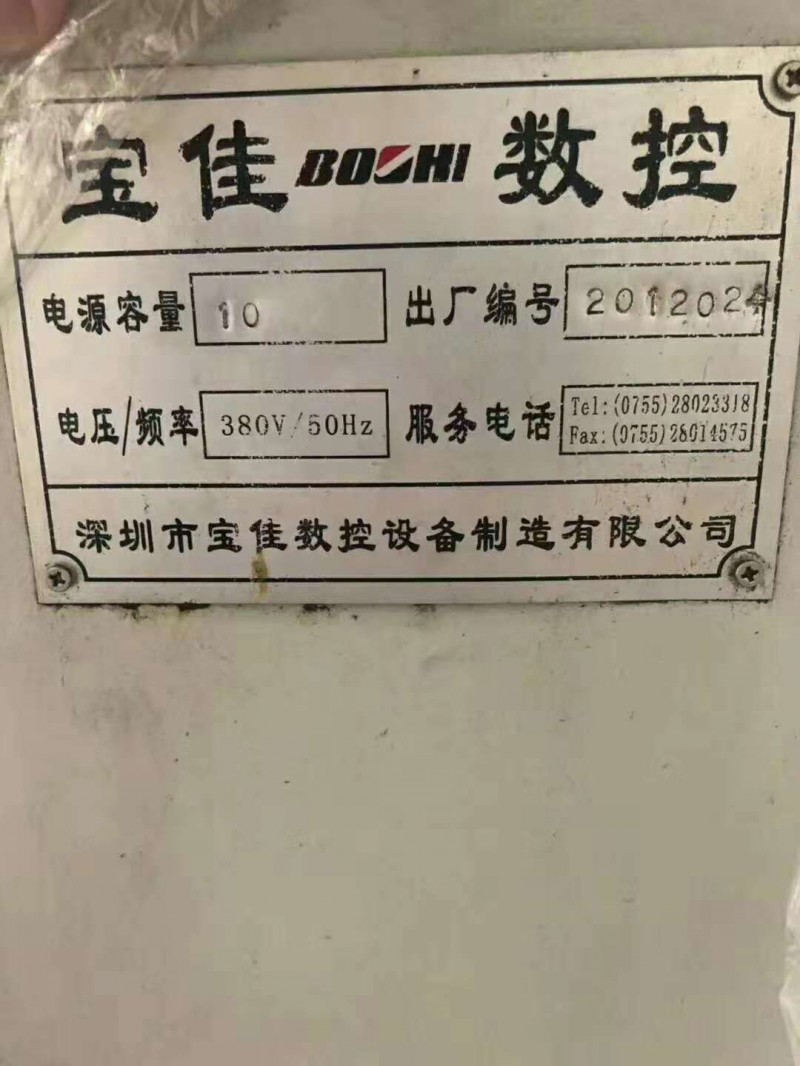 宝佳 BOSHI 数控
电源容量 10 出厂编号 2012024
电压/频率 380V/50Hz 服务电话 Tel:(0755)28023318
Fax:(0755)28014575
深圳市宝佳数控设备制造有限公司